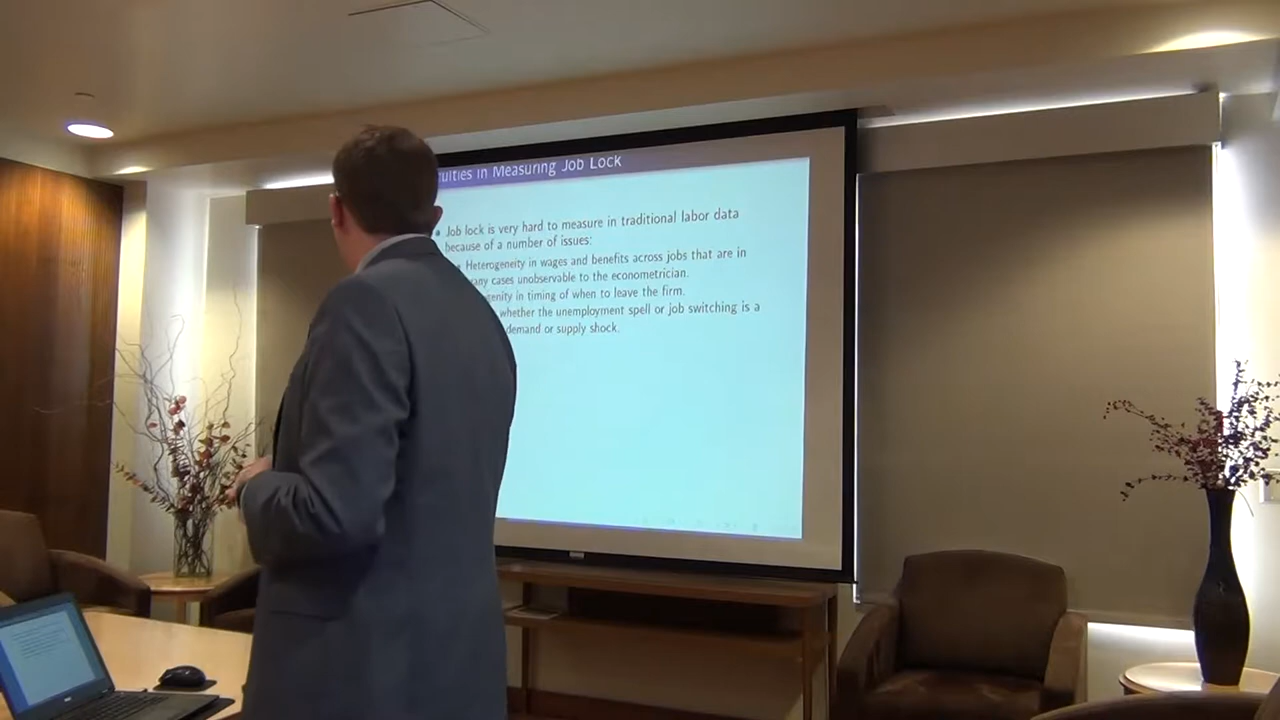 culties in Measuring Job Lock
Job lock is very hard to measure in traditional labor data
because of a number of issues:
Heterogeneity in wages and benefits across jobs that are in
any cases unobservable to the econometrician.
genity in timing of when to leave the firm.
whether the unemployment spell or job switching is a
demand or supply shock.